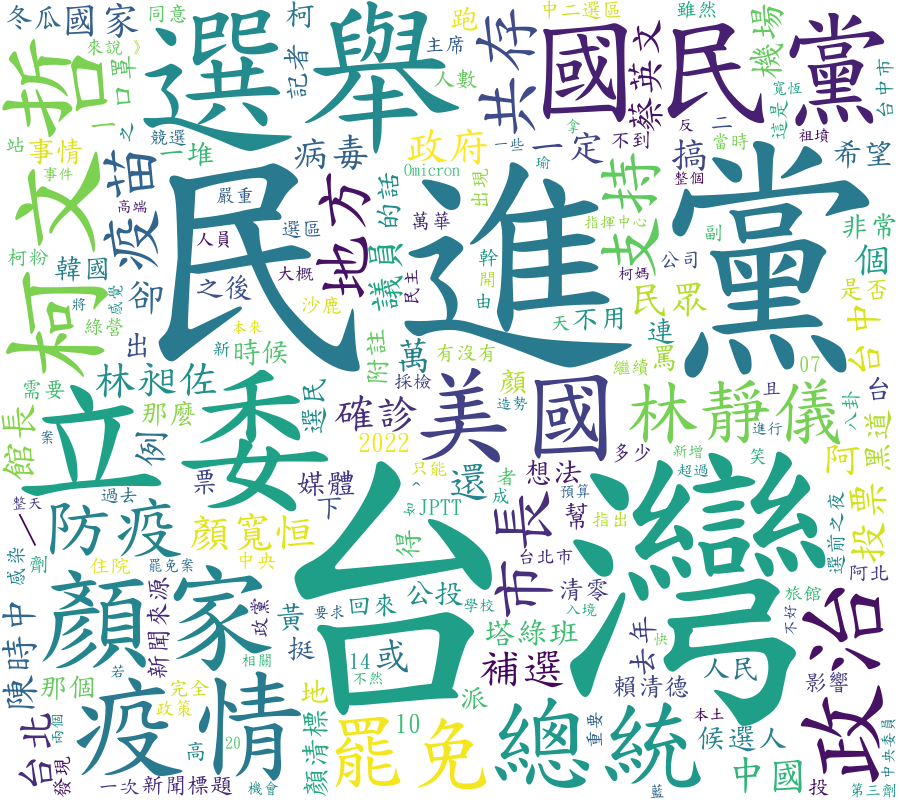 冬瓜
國家
同意
柯
跑
中二選區
雖然
來說》
口罩
哲
選舉
記者
主席
人數
共存
國民黨
蔡英文
機場
寬恆
這是
台中市
站
事情
一
之
競選
一堆
病毒
政府
一些
一定
拿
不到
反
二
當時
祖墳
希望
事件
文
疫苗
高端
嚴重
Omicron
出現
瑜
搞
整個
民進黨
地方
的話
萬華
人員
選區
指揮中心
支持
副
非常
柯粉
韓國
卻
之後
大概
議員
民主
幹
開
由
柯媽
公司
個
是否
柯
將
感覺
綠營
出
新
時候
本來
沙鹿
附註
萬
有沒有
天
不用
民眾
連
罵
繼續
07
台中
台
需要
林昶佐
那麼
選民
確診
採檢
顏
造勢
美國
林靜儀
且
進行
八卦
阿
黑道
館長
案
例
立委
2022
票
媒體
下
只能
^
知
JPTT
還
者
成
想法
預算
多少
新增
超過
笑
投票
整天
過去
一
防疫
顏寬恒
台灣
得
市長
幫
指出
台北市
選前之夜
阿北
感染
劑
住院
罷免案
中央
政黨
黃
要求
回來
公投
學校
清零
入境
旅館
不好
政治
陳時中
顏家
新聞來源
挺
14
或
不然
塔綠班
補選
去年
快
人民
賴清德
影響
那個
若
相關
完全
政策
地
派
10
重要
本土
候選人
台北
兩個
發現
疫情
高
20
顏清標
罷免
總統
中國
投
藍
一次
新聞標題
機會
第三劑
中央委員